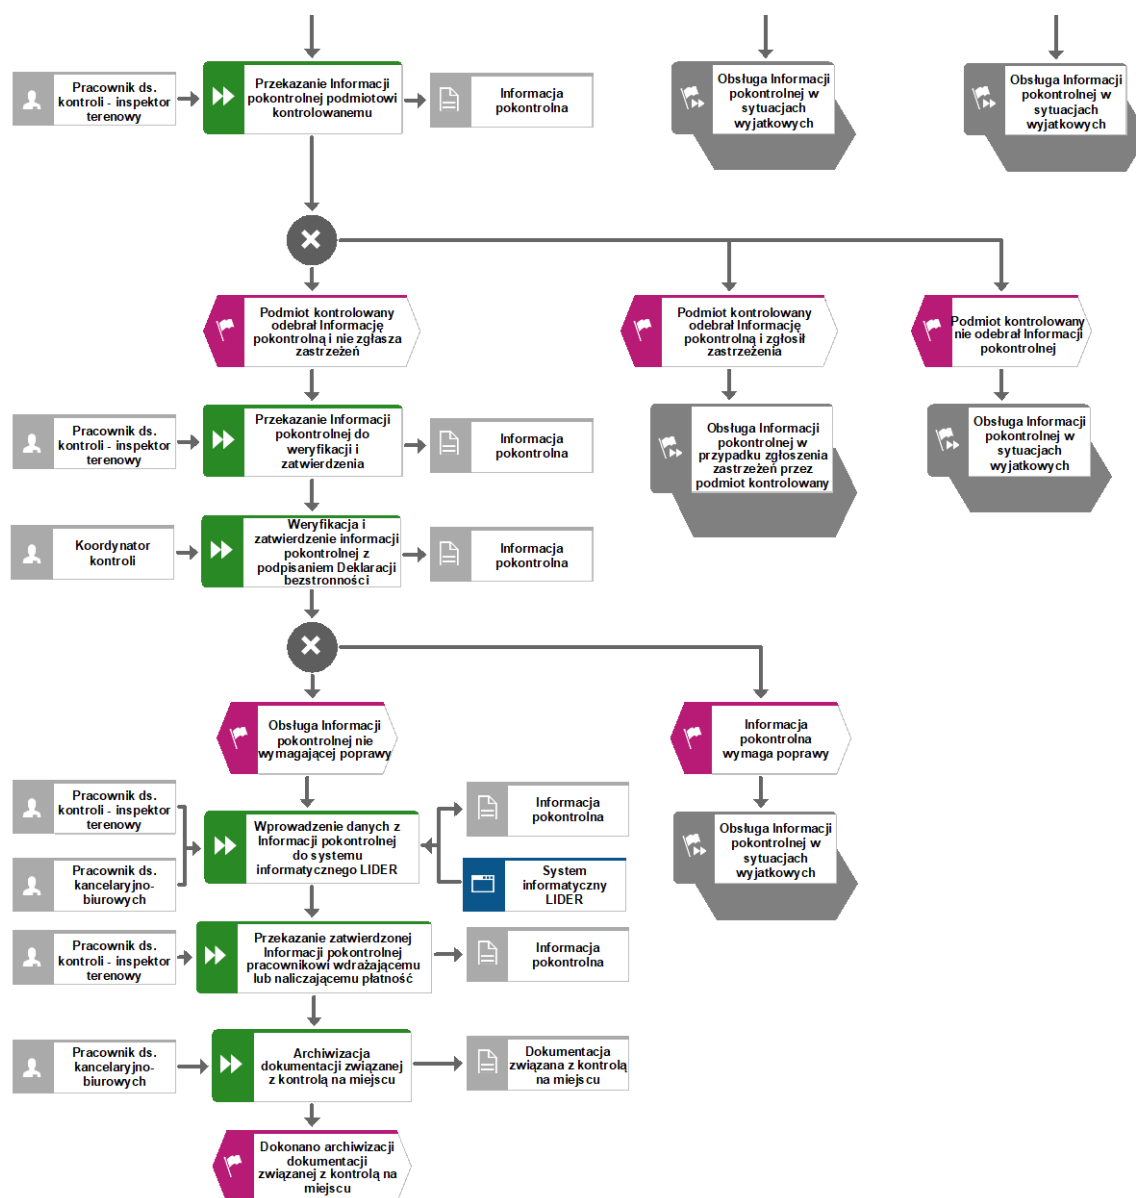 Pracownik ds.
kontroli - inspektor
terenowy
Przekazanie Informacji
pokontrolnej podmiotowi
kontrolowanemu
Informacja
pokontrolna
Obsługa Informacji
pokontrolnej w
sytuacjach
wyjatkowych
Obsługa Informacji
pokontrolnej w
sytuacjach
wyjatkowych
Podmiot kontrolowany
odebrał Informację
pokontrolną i nie zgłasza
zastrzeżeń
Podmiot kontrolowany
odebrał Informację
pokontrolną i zgłosił
zastrzeżenia
Podmiot kontrolowany
nie odebrał Informacji
pokontrolnej
Pracownik ds.
kontroli - inspektor
terenowy
Przekazanie Informacji
pokontrolnej do
weryfikacji i
zatwierdzenia
Informacja
pokontrolna
Obsługa Informacji
pokontrolnej w
przypadku zgłoszenia
zastrzeżeń przez
podmiot kontrolowany
Obsługa Informacji
pokontrolnej w
sytuacjach
wyjatkowych
Koordynator
kontroli
Weryfikacja i
zatwierdzenie informacji
pokontrolnej z
podpisaniem Deklaracji
bezstronności
Informacja
pokontrolna
Obsługa Informacji
pokontrolnej nie
wymagającej poprawy
Informacja
pokontrolna
wymaga poprawy
Pracownik ds.
kontroli - inspektor
terenowy
Pracownik ds.
kancelaryjno-
biurowych
Wprowadzenie danych z
Informacji pokontrolnej
do systemu
informatycznego LIDER
Informacja
pokontrolna
System
informatyczny
LIDER
Obsługa Informacji
pokontrolnej w
sytuacjach
wyjatkowych
Pracownik ds.
kontroli - inspektor
terenowy
Przekazanie zatwierdzonej
Informacji pokontrolnej
pracownikowi wdrażającemu
lub naliczającemu płatność
Informacja
pokontrolna
Pracownik ds.
kancelaryjno-
biurowych
Archiwizacja
dokumentacji związanej
z kontrolą na miejscu
Dokumentacja
związana z kontrolą
na miejscu
Dokonano archiwizacji
dokumentacji
związanej z kontrolą na
miejscu